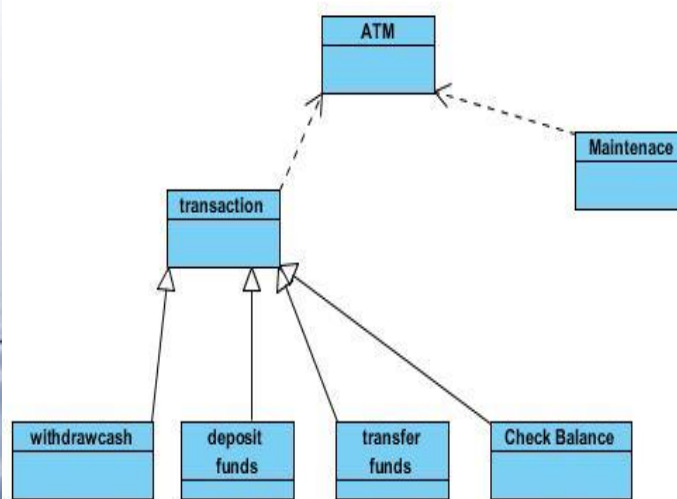 ATM
Maintenace
transaction
withdrawcash
deposit
funds
transfer
funds
Check Balance